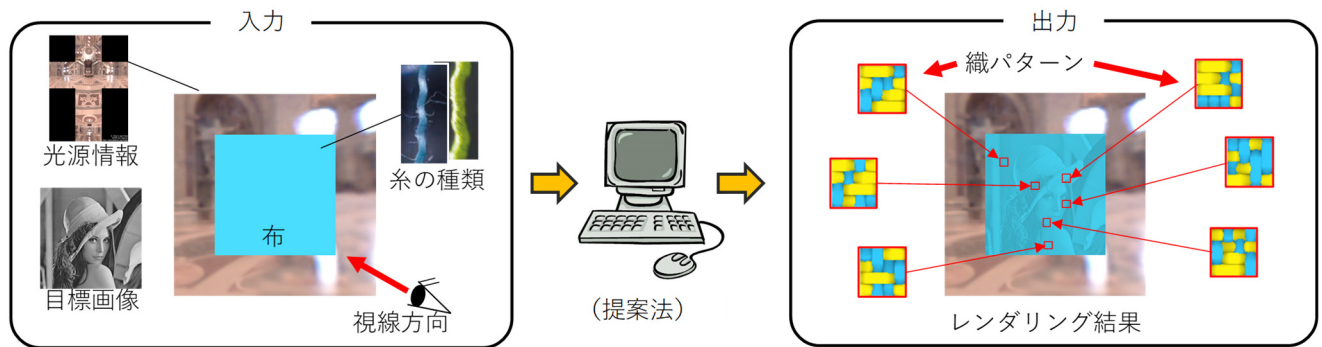 入力
光源情報
目標画像
布
糸の種類
視線方向
(提案法)
出力
織パターン
レンダリング結果